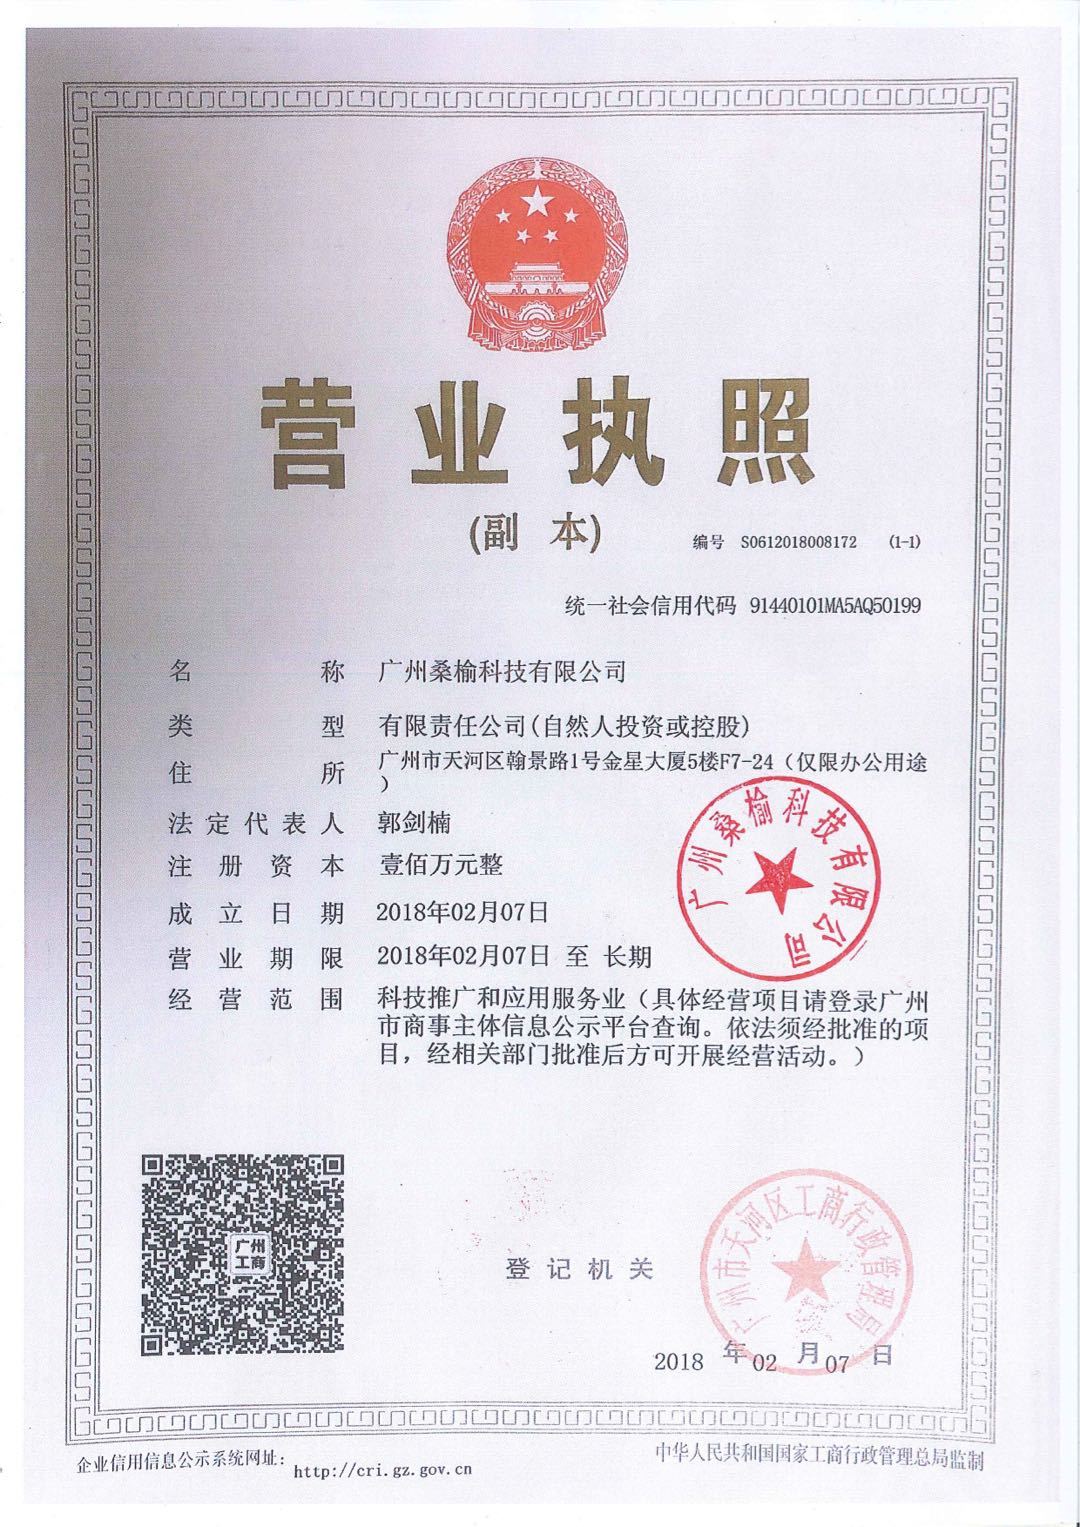 营业执照
(副 本)
编号 S0612018008172 (1-1)
统一社会信用代码 91440101MA5AQ50199
名称 广州桑榆科技有限公司
类型 有限责任公司(自然人投资或控股)
住所 广州市天河区翰景路1号金星大厦5楼F7-24（仅限办公用途
）
法定代表人 郭剑楠
注册资本 壹佰万元整
成立日期 2018年02月07日
营业期限 2018年02月07日 至 长期
经营范围 科技推广和应用服务业（具体经营项目请登录广州
市商事主体信息公示平台查询。依法须经批准的项
目，经相关部门批准后方可开展经营活动。）
广州桑榆科技有限公司
广州
工商
登记机关
广州市天河区工商行政管理局
2018 年 02 月 07 日
企业信用信息公示系统网址： http://cri.gz.gov.cn
中华人民共和国国家工商行政管理总局监制